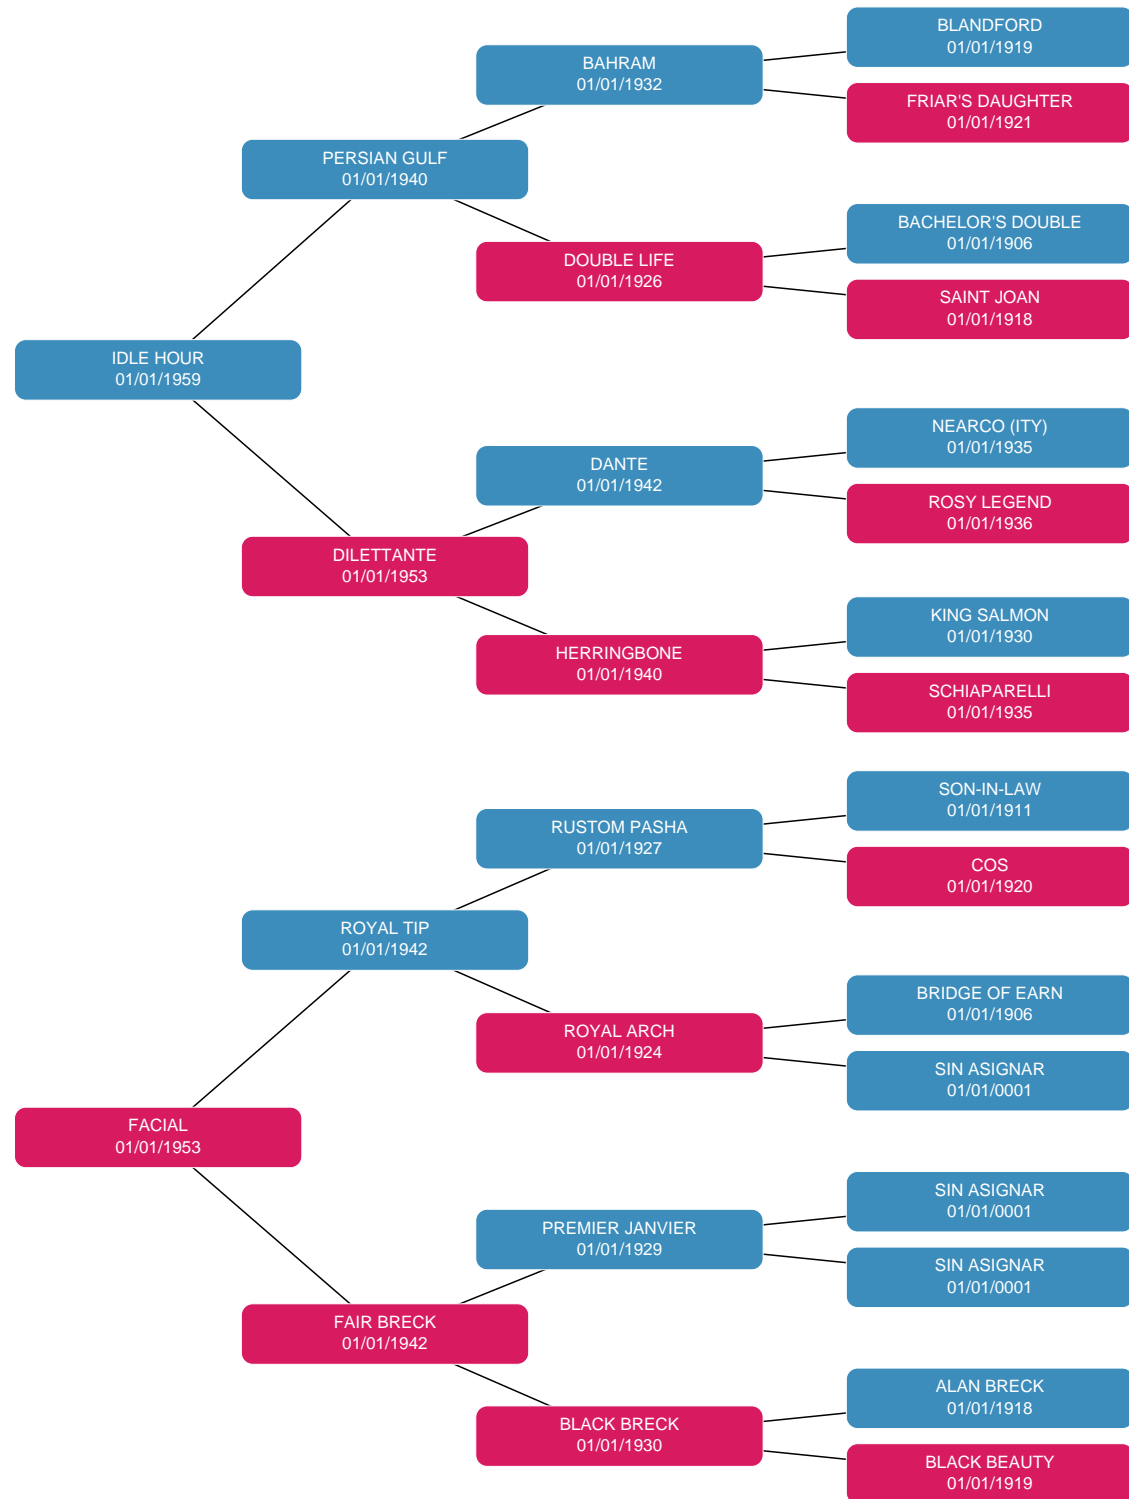 BLANDFORD
01/01/1919
BAHRAM
01/01/1932
FRIAR'S DAUGHTER
01/01/1921
PERSIAN GULF
01/01/1940
BACHELOR'S DOUBLE
01/01/1906
DOUBLE LIFE
01/01/1926
SAINT JOAN
01/01/1918
IDLE HOUR
01/01/1959
NEARCO (ITY)
01/01/1935
DANTE
01/01/1942
ROSY LEGEND
01/01/1936
DILETTANTE
01/01/1953
KING SALMON
01/01/1930
HERRINGBONE
01/01/1940
SCHIAPARELLI
01/01/1935
SON-IN-LAW
01/01/1911
RUSTOM PASHA
01/01/1927
COS
01/01/1920
ROYAL TIP
01/01/1942
BRIDGE OF EARN
01/01/1906
ROYAL ARCH
01/01/1924
SIN ASIGNAR
01/01/0001
FACIAL
01/01/1953
SIN ASIGNAR
01/01/0001
PREMIER JANVIER
01/01/1929
SIN ASIGNAR
01/01/0001
FAIR BRECK
01/01/1942
ALAN BRECK
01/01/1918
BLACK BRECK
01/01/1930
BLACK BEAUTY
01/01/1919